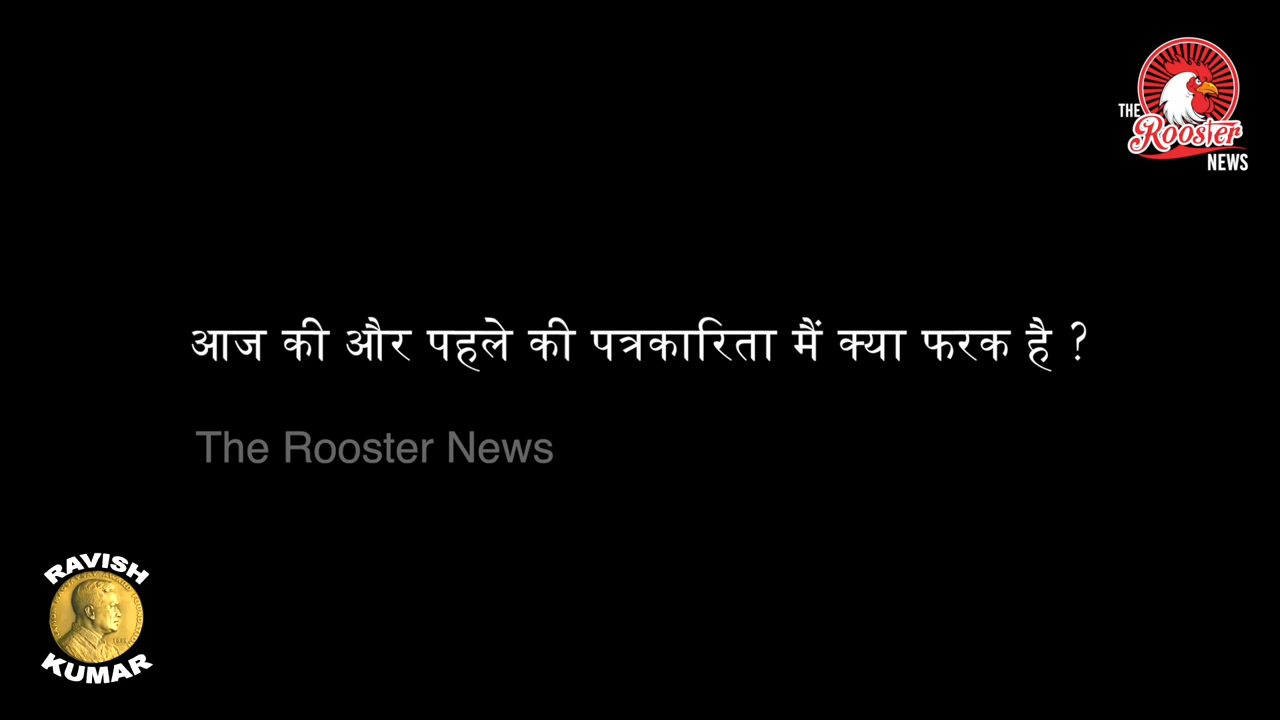 THE
Rooster
NEWS
आज की और पहले की पत्रकारिता मैं क्या फरक है ?
The Rooster News
RAVISH
KUMAR